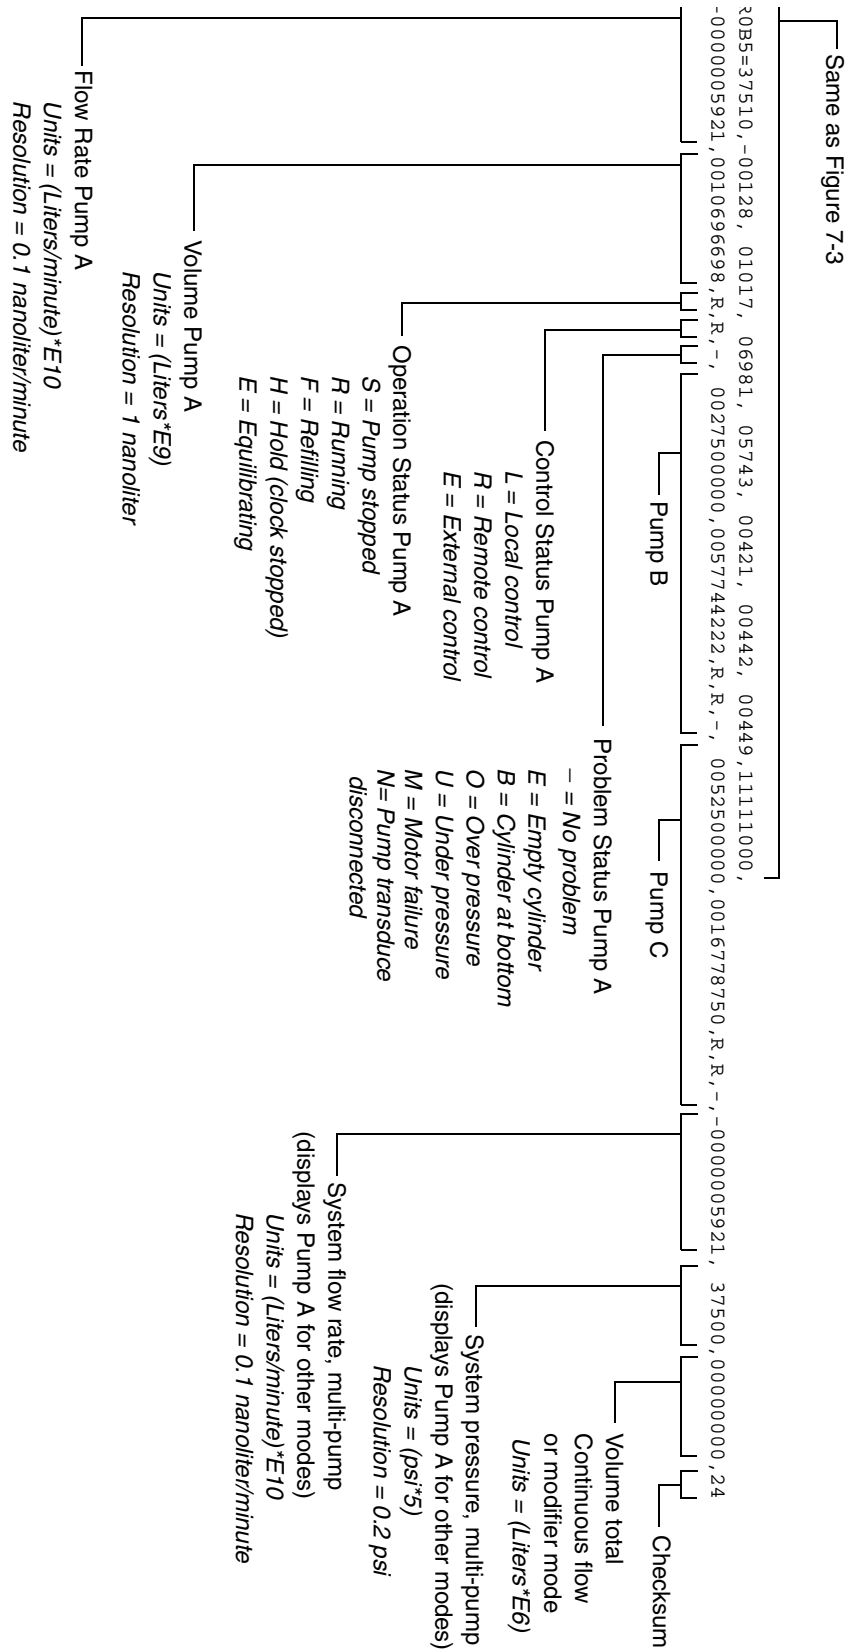 Same as Figure 7-3
R0B5=37510,-00128, 01017, 06981, 05743, 00421, 00442, 00449,11111000,
-0000005921,0010696698,R,R,-, 0027500000,0057744222,R,R,-, 0052500000,0016778750,R,R,-,-0000005921, 37500,00000000,24
Flow Rate Pump A
Units = (Liters/minute)*E10
Resolution = 0.1 nanoliter/minute
Volume Pump A
Units = (Liters*E9)
Resolution = 1 nanoliter
Operation Status Pump A
S = Pump stopped
R = Running
F = Refilling
H = Hold (clock stopped)
E = Equilibrating
Control Status Pump A
L = Local control
R = Remote control
E = External control
Problem Status Pump A
– = No problem
E = Empty cylinder
B = Cylinder at bottom
O = Over pressure
U = Under pressure
M = Motor failure
N= Pump transduce
disconnected
Pump B
Pump C
System flow rate, multi-pump
(displays Pump A for other modes)
Units = (Liters/minute)*E10
Resolution = 0.1 nanoliter/minute
System pressure, multi-pump
(displays Pump A for other modes)
Units = (psi*5)
Resolution = 0.2 psi
Volume total
Continuous flow
or modifier mode
Units = (Liters*E6)
Checksum